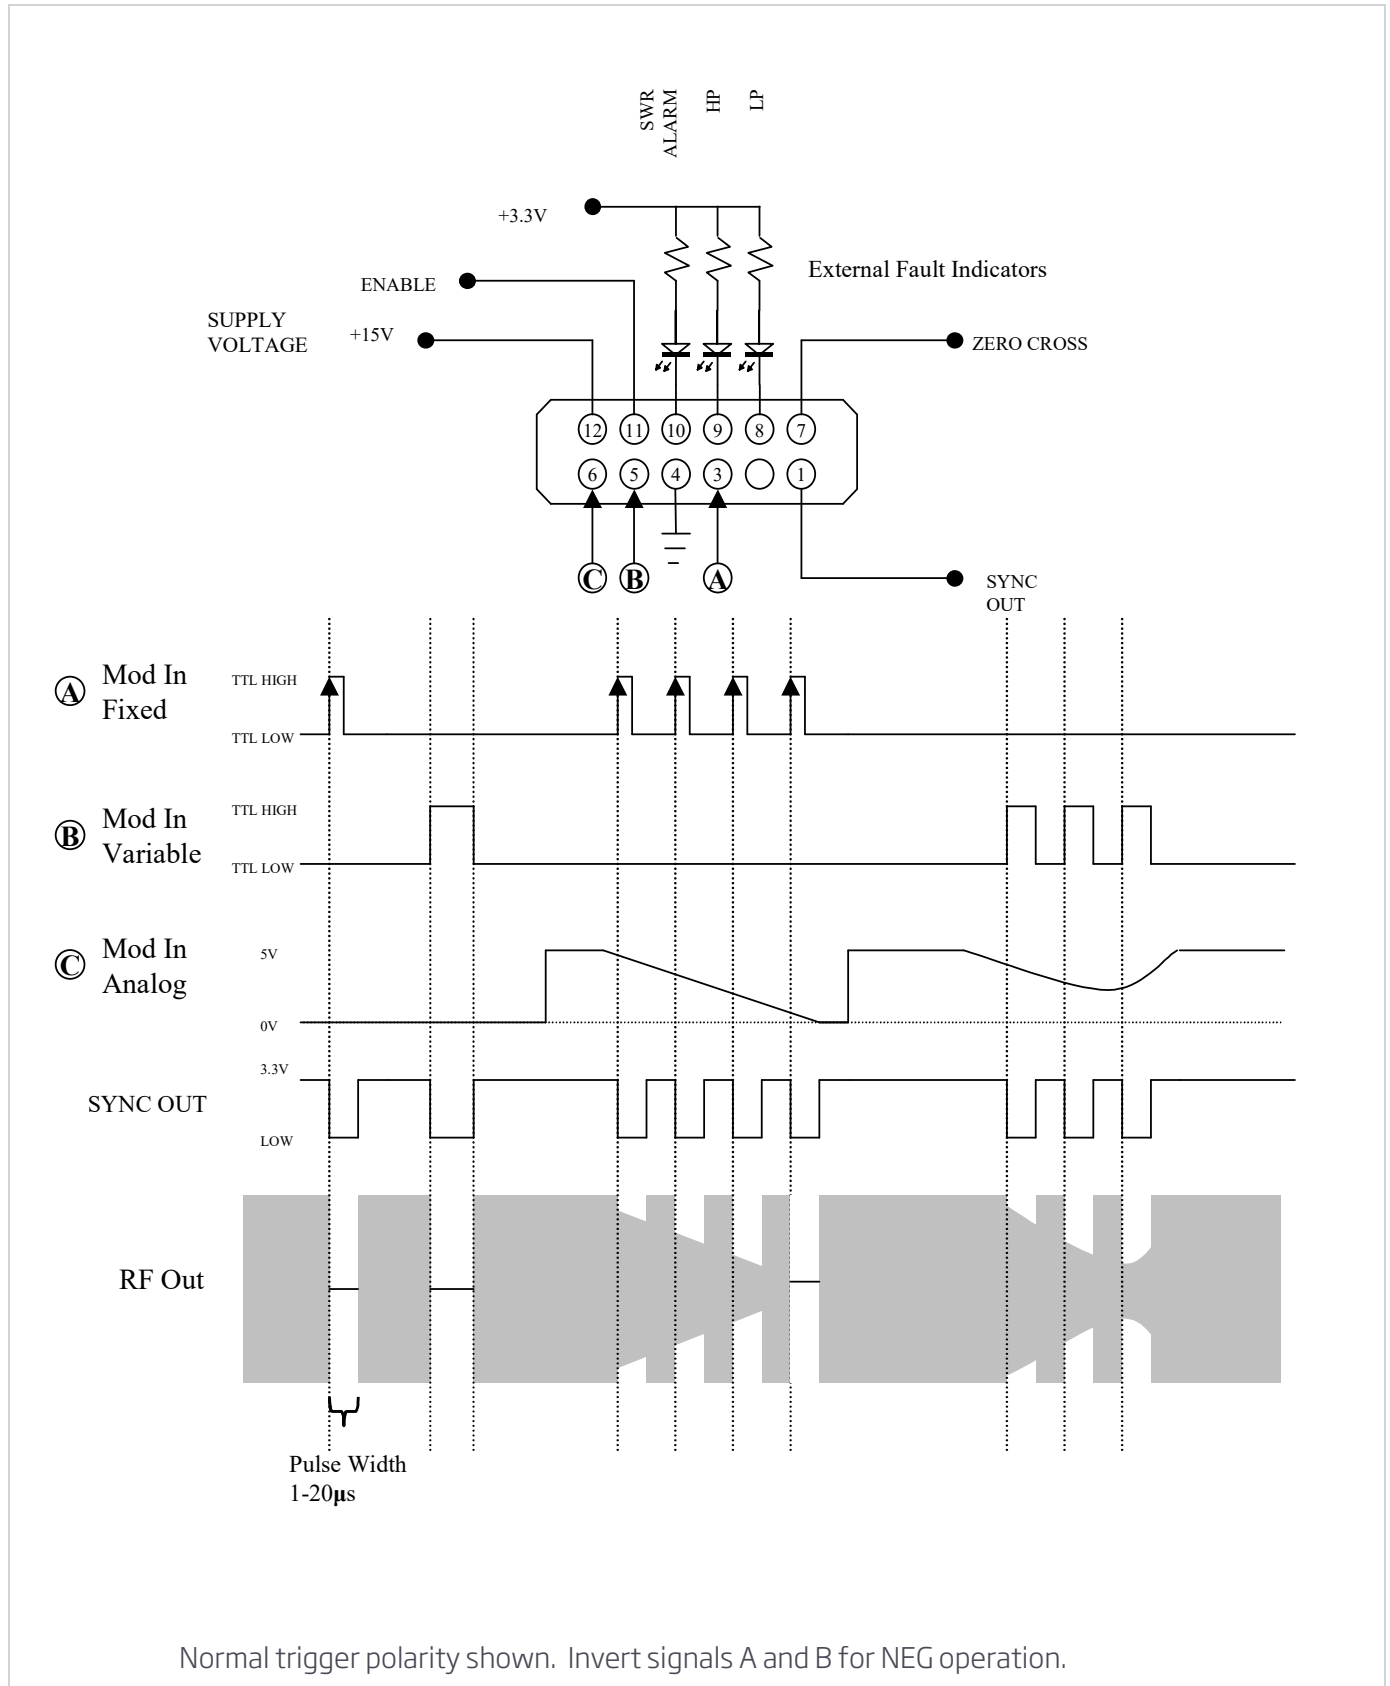 SWR
ALARM
HP
LP
+3.3V
External Fault Indicators
ENABLE
SUPPLY
VOLTAGE
+15V
ZERO CROSS
12 11 10 9 8 7
6 5 4 3 1
C B A
SYNC
OUT
A Mod In
Fixed
TTL HIGH
TTL LOW
B Mod In
Variable
TTL HIGH
TTL LOW
C Mod In
Analog
5V
0V
3.3V
SYNC OUT
LOW
RF Out
Pulse Width
1-20µs
Normal trigger polarity shown. Invert signals A and B for NEG operation.